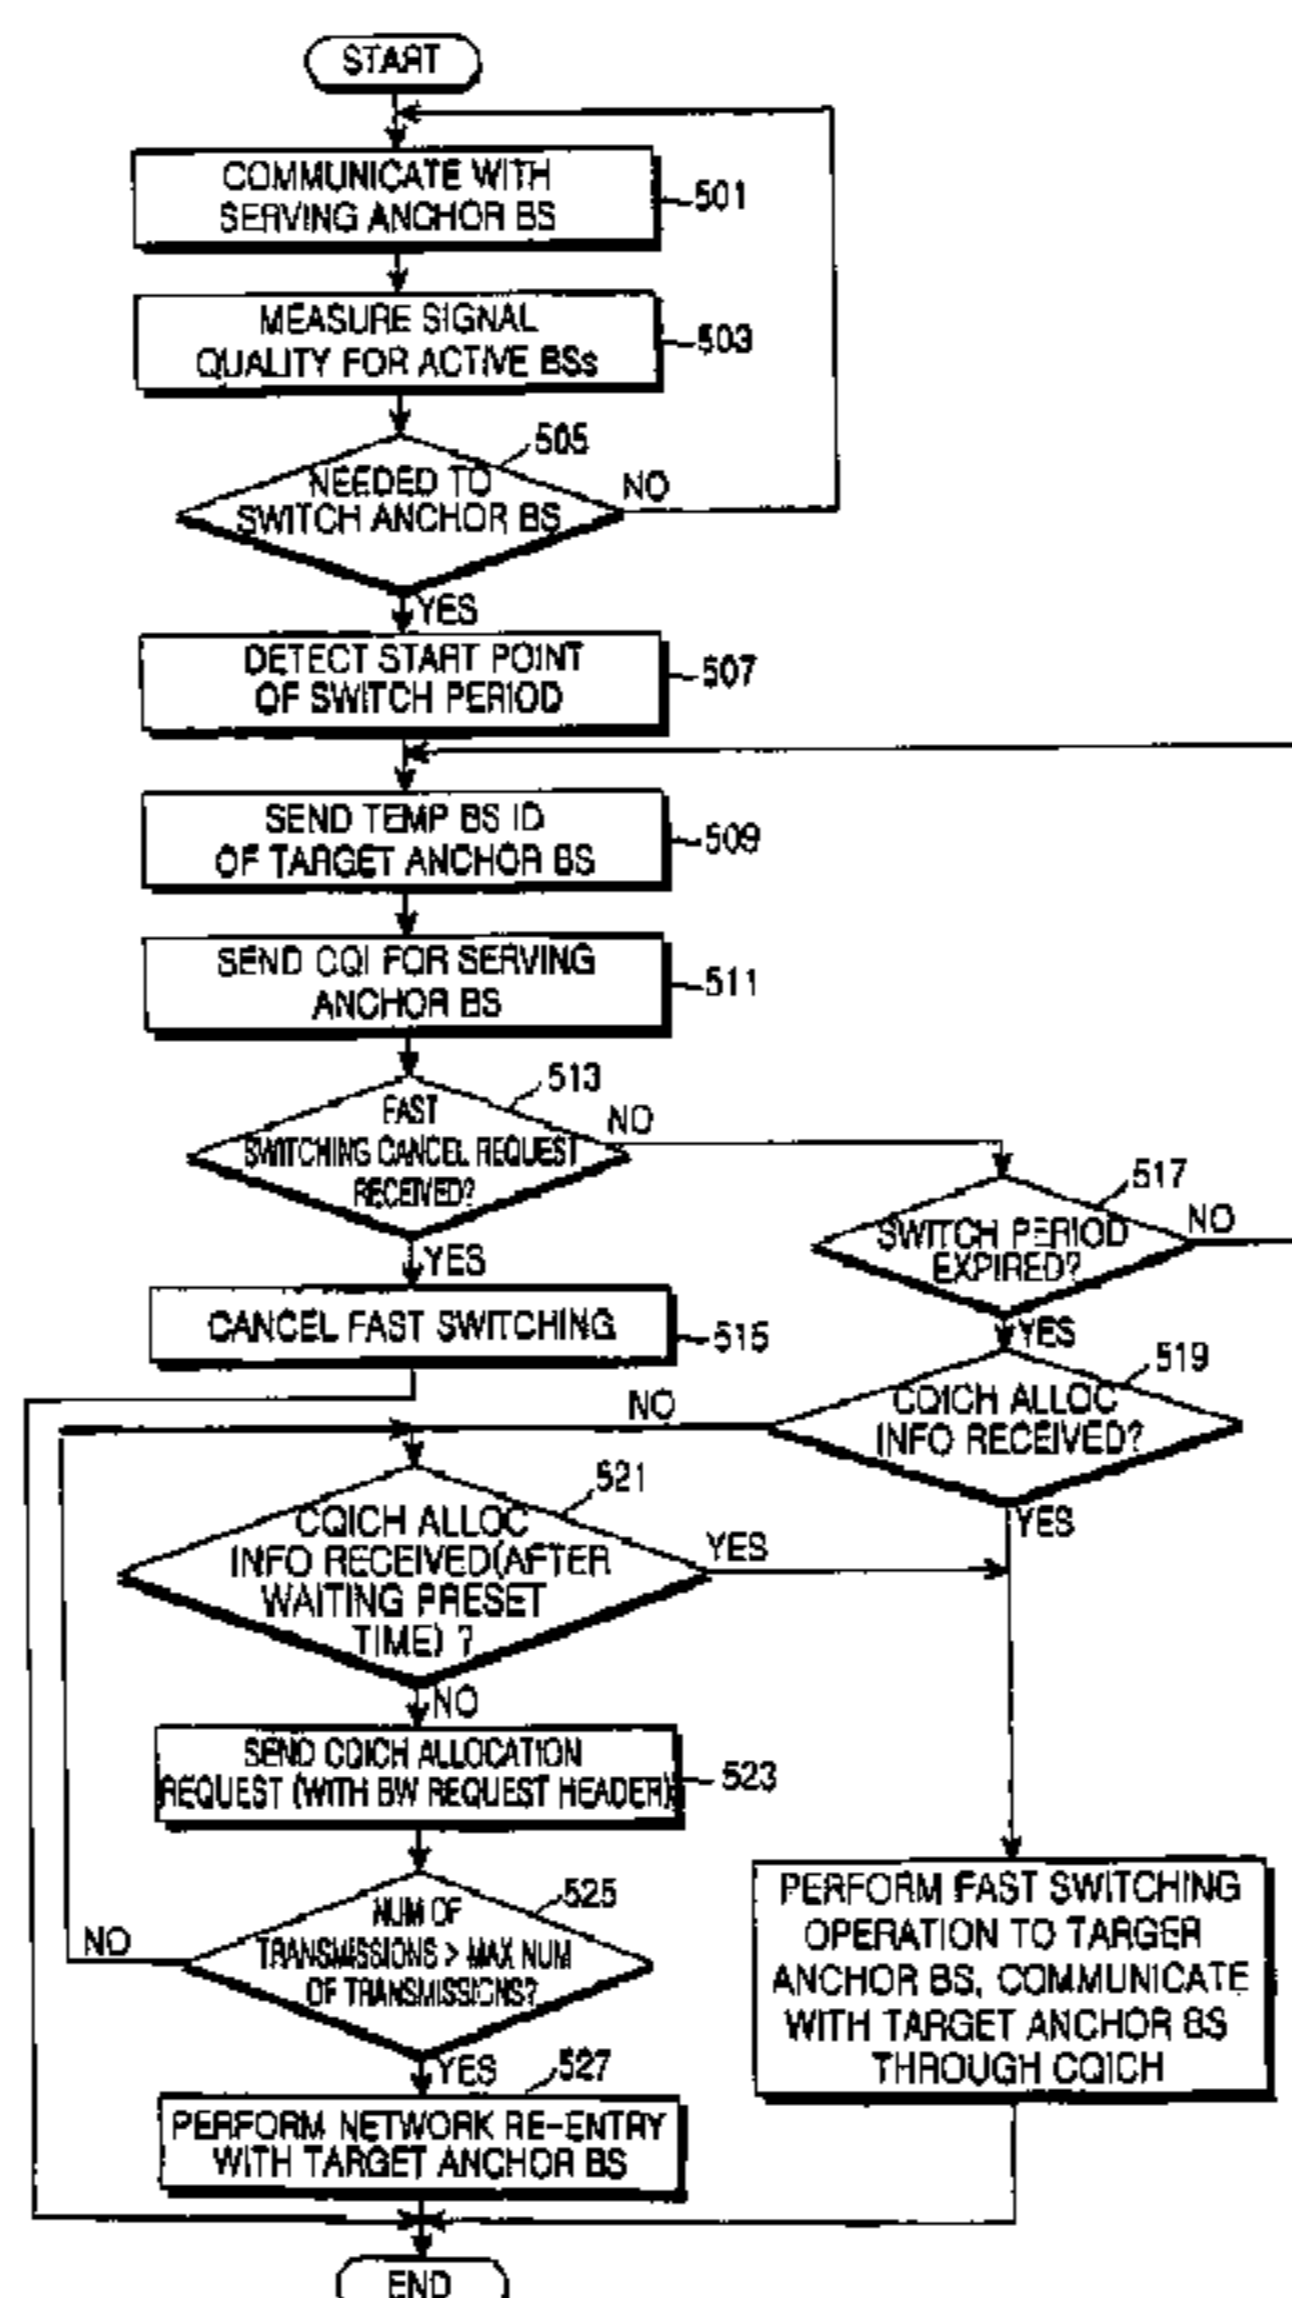 START
COMMUNICATE WITH
SERVING ANCHOR BS
501
MEASURE SIGNAL
QUALITY FOR ACTIVE BSs
503
505
NEEDED TO
SWITCH ANCHOR BS
NO
YES
DETECT START POINT
OF SWITCH PERIOD
507
SEND TEMP BS ID
OF TARGET ANCHOR BS
509
SEND CQI FOR SERVING
ANCHOR BS
511
513
FAST
SWITCHING CANCEL REQUEST
RECEIVED?
NO
YES
517
SWITCH PERIOD
EXPIRED?
NO
YES
CANCEL FAST SWITCHING
515
519
CQICH ALLOC
INFO RECEIVED?
NO
YES
521
CQICH ALLOC
INFO RECEIVED(AFTER
WAITING PRESET
TIME) ?
YES
NO
SEND CQICH ALLOCATION
REQUEST (WITH BW REQUEST HEADER)
523
525
NUM OF
TRANSMISSIONS > MAX NUM
OF TRANSMISSIONS?
NO
YES
527
PERFORM NETWORK RE-ENTRY
WITH TARGET ANCHOR BS
PERFORM FAST SWITCHING
OPERATION TO TARGER
ANCHOR BS, COMMUNICATE
WITH TARGET ANCHOR BS
THROUGH CQICH
END